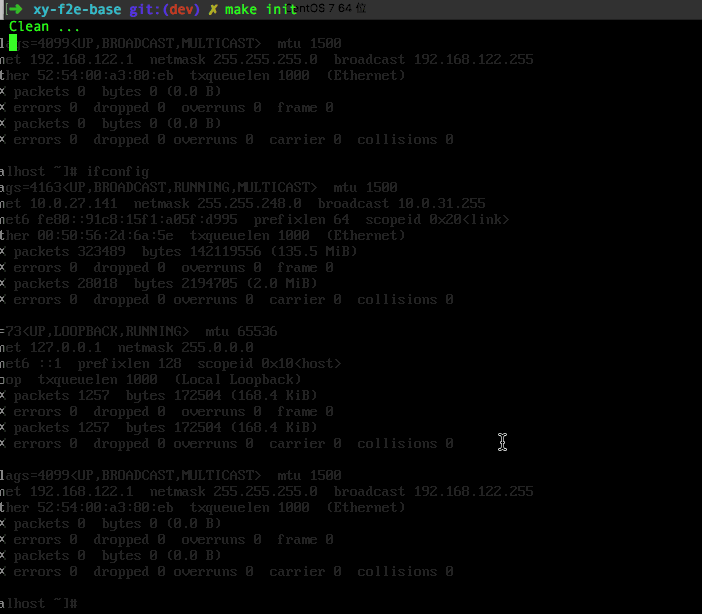 [➜ xy-f2e-base git:(dev) ✗ make init ntOS 7 64 位
Clean ...
lags=4099<UP,BROADCAST,MULTICAST> mtu 1500
net 192.168.122.1 netmask 255.255.255.0 broadcast 192.168.122.255
ther 52:54:00:a3:80:eb txqueuelen 1000 (Ethernet)
X packets 0 bytes 0 (0.0 B)
X errors 0 dropped 0 overruns 0 frame 0
X packets 0 bytes 0 (0.0 B)
X errors 0 dropped 0 overruns 0 carrier 0 collisions 0
alhost ~]# ifconfig
ags=4163<UP,BROADCAST,RUNNING,MULTICAST> mtu 1500
net 10.0.27.141 netmask 255.255.248.0 broadcast 10.0.31.255
net6 fe80::91c8:15f1:a05f:d995 prefixlen 64 scopeid 0x20<link>
ther 00:50:56:2d:6a:5e txqueuelen 1000 (Ethernet)
X packets 323489 bytes 142119556 (135.5 MiB)
X errors 0 dropped 0 overruns 0 frame 0
X packets 28018 bytes 2194705 (2.0 MiB)
X errors 0 dropped 0 overruns 0 carrier 0 collisions 0
=73<UP,LOOPBACK,RUNNING> mtu 65536
net 127.0.0.1 netmask 255.0.0.0
net6 ::1 prefixlen 128 scopeid 0x10<host>
oop txqueuelen 1000 (Local Loopback)
X packets 1257 bytes 172504 (168.4 KiB)
X errors 0 dropped 0 overruns 0 frame 0
X packets 1257 bytes 172504 (168.4 KiB)
X errors 0 dropped 0 overruns 0 carrier 0 collisions 0
lags=4099<UP,BROADCAST,MULTICAST> mtu 1500
net 192.168.122.1 netmask 255.255.255.0 broadcast 192.168.122.255
ther 52:54:00:a3:80:eb txqueuelen 1000 (Ethernet)
X packets 0 bytes 0 (0.0 B)
X errors 0 dropped 0 overruns 0 frame 0
X packets 0 bytes 0 (0.0 B)
X errors 0 dropped 0 overruns 0 carrier 0 collisions 0
alhost ~]#